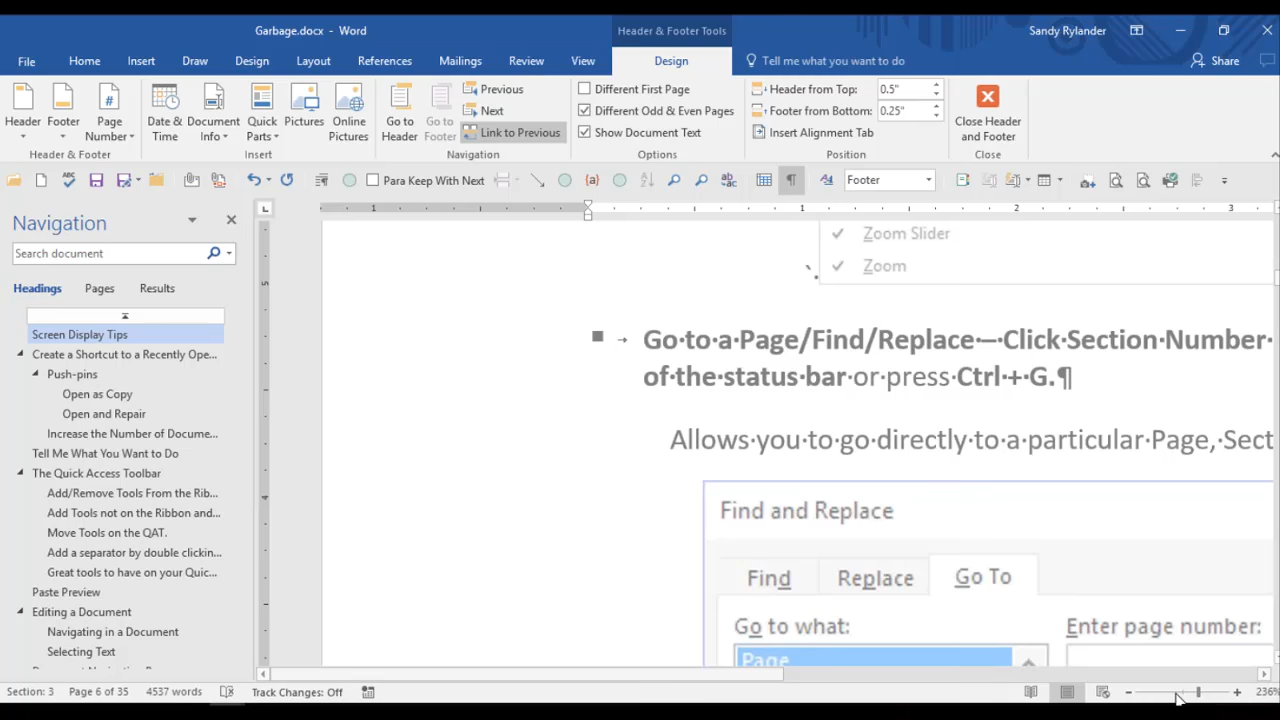 Garbage.docx - Word
Header & Footer Tools
Sandy Rylander
File Home Insert Draw Design Layout References Mailings Review View Design Tell me what you want to do Share
Header Footer Page Number
Header & Footer
Date & Time Document Info Quick Parts Pictures Online Pictures
Insert
Go to Header Go to Footer Previous Next Link to Previous
Navigation
Different First Page
Different Odd & Even Pages
Show Document Text
Options
Header from Top: 0.5"
Footer from Bottom: 0.25"
Insert Alignment Tab
Position
Close Header and Footer
Close
Para Keep With Next Footer
Navigation
Search document
Headings Pages Results
Screen Display Tips
Create a Shortcut to a Recently Ope...
Push-pins
Open as Copy
Open and Repair
Increase the Number of Docume...
Tell Me What You Want to Do
The Quick Access Toolbar
Add/Remove Tools From the Rib...
Add Tools not on the Ribbon and...
Move Tools on the QAT.
Add a separator by double clickin...
Great tools to have on your Quic...
Paste Preview
Editing a Document
Navigating in a Document
Selecting Text
1 1 2 3
5
4
Zoom Slider
Zoom
Go·to·a·Page/Find/Replace·–·Click·Section·Number·
of·the·status·bar·or·press·Ctrl·+·G.¶
Allows·you·to·go·directly·to·a·particular·Page,·Sect
Find and Replace
Find Replace Go To
Go to what: Enter page number:
Page
Section: 3 Page 6 of 35 4537 words Track Changes: Off 236%